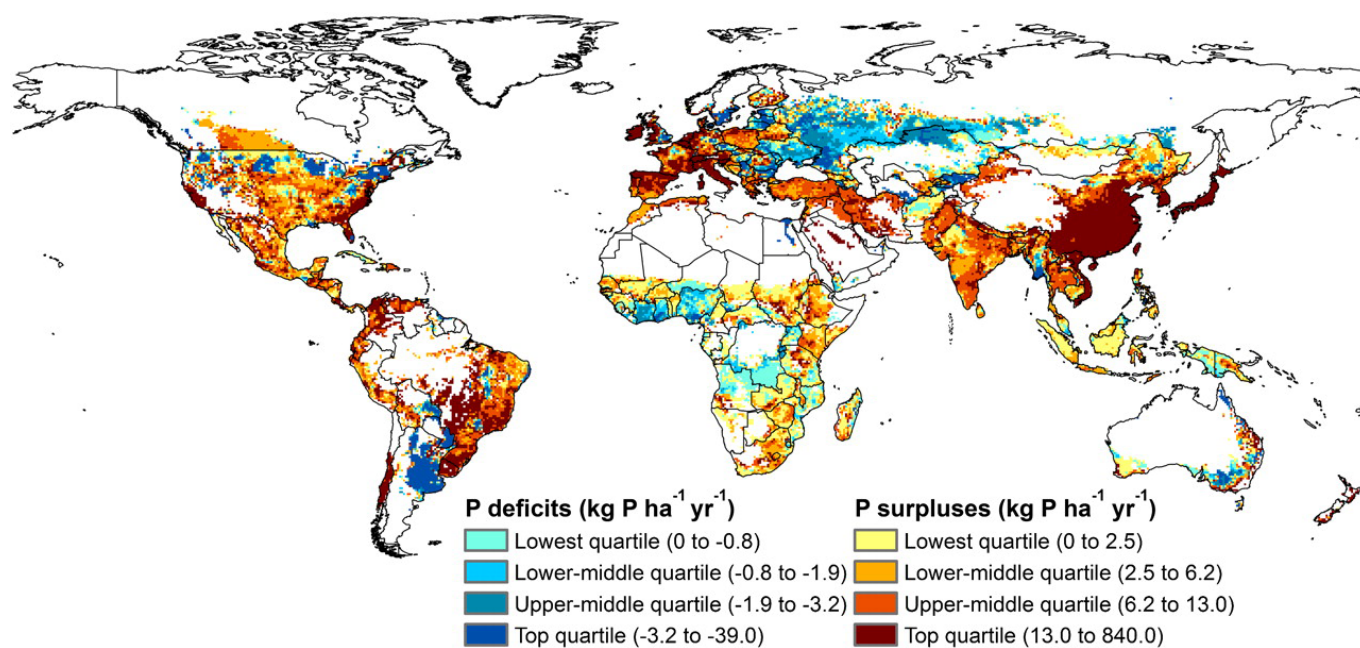 P deficits (kg P ha⁻¹ yr⁻¹)
Lowest quartile (0 to -0.8)
Lower-middle quartile (-0.8 to -1.9)
Upper-middle quartile (-1.9 to -3.2)
Top quartile (-3.2 to -39.0)
P surpluses (kg P ha⁻¹ yr⁻¹)
Lowest quartile (0 to 2.5)
Lower-middle quartile (2.5 to 6.2)
Upper-middle quartile (6.2 to 13.0)
Top quartile (13.0 to 840.0)